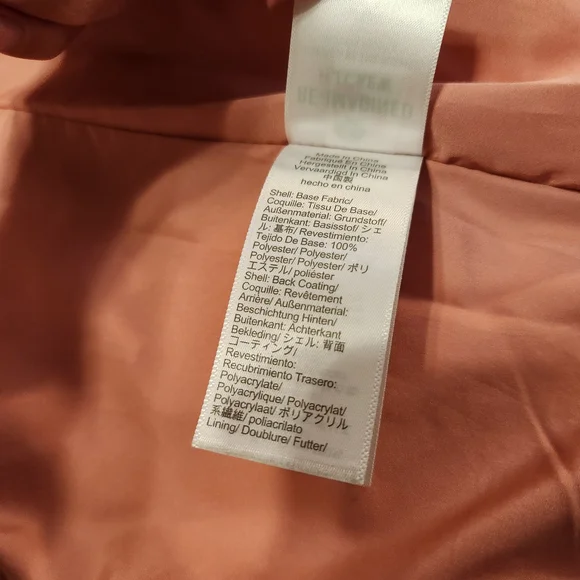 Made In China
Fabriqué En Chine
Hergestellt In China
Vervaardigd In China
中国製
hecho en china
Shell: Base Fabric/
Coquille: Tissu De Base/
Außenmaterial: Grundstoff/
Buitenkant: Basisstof/ シェ
ル: 基布/ Revestimiento:
Tejido De Base: 100%
Polyester/ Polyester/
Polyester/ Polyester/ ポリ
エステル/ poliéster
Shell: Back Coating/
Coquille: Revêtement
Arrière/ Außenmaterial:
Beschichtung Hinten/
Buitenkant: Achterkant
Bekleding/ シェル: 背面
コーティング/
Revestimiento:
Recubrimiento Trasero:
Polyacrylate/
Polyacrylique/ Polyacrylat/
Polyacrylaat/ ポリアクリル
系繊維/ poliacrilato
Lining/ Doublure/ Futter/